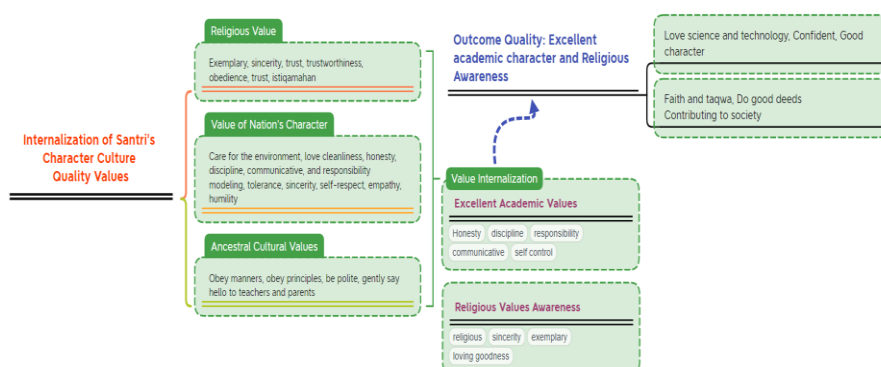 Internalization of Santri's
Character Culture
Quality Values
Religious Value
Exemplary, sincerity, trust, trustworthiness,
obedience, trust, istiqamahan
Value of Nation's Character
Care for the environment, love cleanliness, honesty,
discipline, communicative, and responsibility
modeling, tolerance, sincerity, self-respect, empathy,
humility
Ancestral Cultural Values
Obey manners, obey principles, be polite, gently say
hello to teachers and parents
Outcome Quality: Excellent
academic character and Religious
Awareness
Love science and technology, Confident, Good
character
Faith and taqwa, Do good deeds
Contributing to society
Value Internalization
Excellent Academic Values
Honesty discipline responsibility
communicative self control
Religious Values Awareness
religious sincerity exemplary
loving goodness